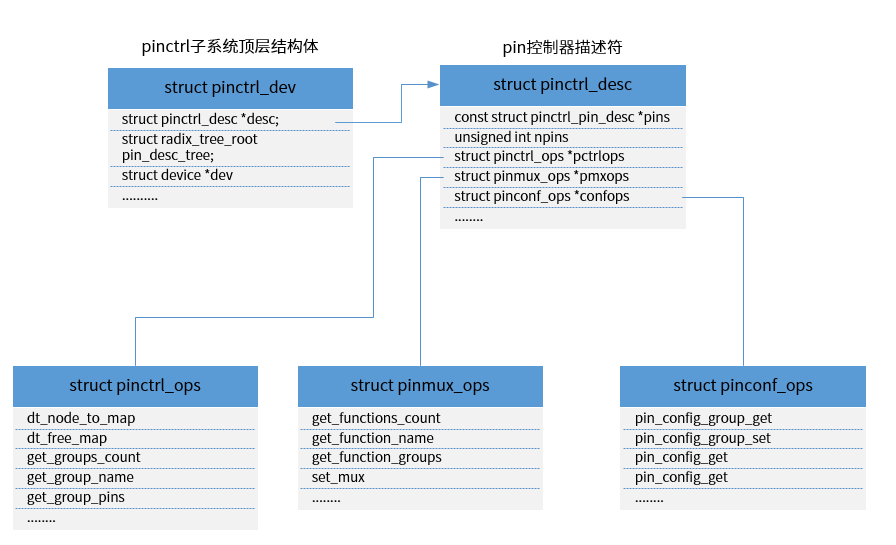 pinctrl子系统顶层结构体
struct pinctrl_dev
struct pinctrl_desc *desc;
struct radix_tree_root
pin_desc_tree;
struct device *dev
..........
pin控制器描述符
struct pinctrl_desc
const struct pinctrl_pin_desc *pins
unsigned int npins
struct pinctrl_ops *pctrlops
struct pinmux_ops *pmxops
struct pinconf_ops *confops
........
struct pinctrl_ops
dt_node_to_map
dt_free_map
get_groups_count
get_group_name
get_group_pins
........
struct pinmux_ops
get_functions_count
get_function_name
get_function_groups
set_mux
........
struct pinconf_ops
pin_config_group_get
pin_config_group_set
pin_config_get
pin_config_get
........